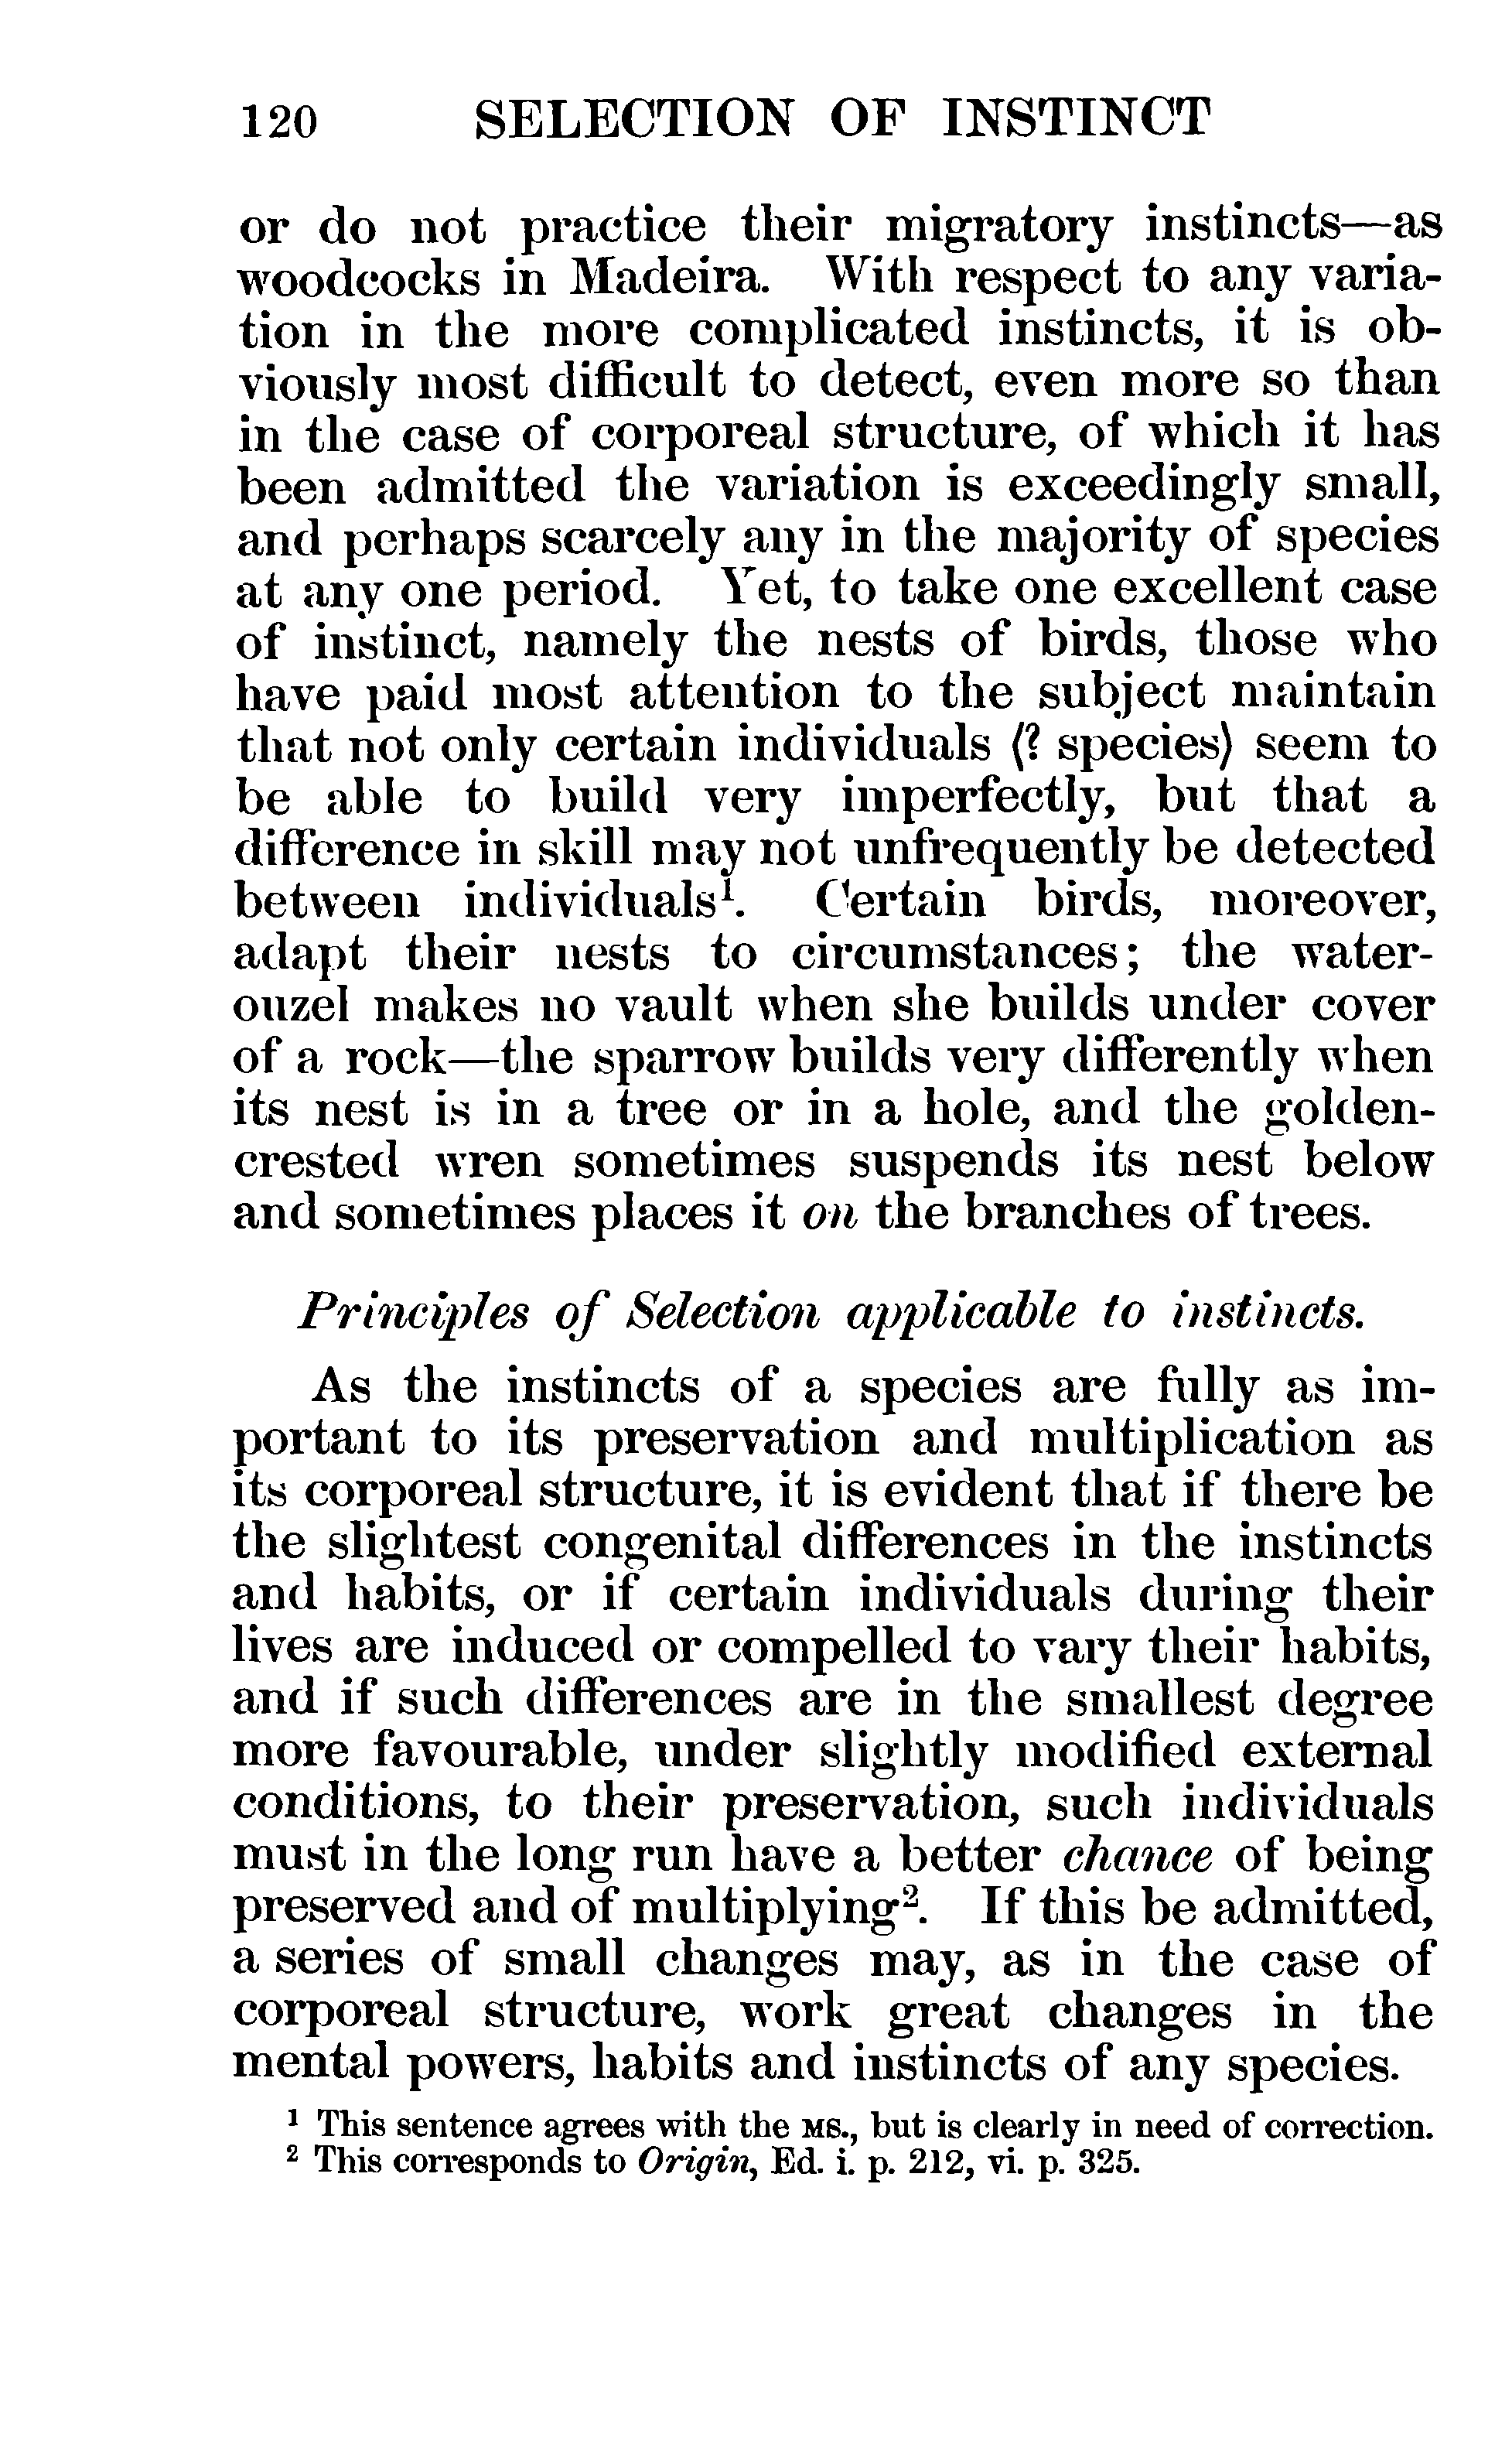 120 SELECTION OF INSTINCT
or do not practice their migratory instincts—as
woodcocks in Madeira. With respect to any varia-
tion in the more complicated instincts, it is ob-
viously most difficult to detect, even more so than
in the case of corporeal structure, of which it has
been admitted the variation is exceedingly small,
and perhaps scarcely any in the majority of species
at any one period. Yet, to take one excellent case
of instinct, namely the nests of birds, those who
have paid most attention to the subject maintain
that not only certain individuals (? species) seem to
be able to build very imperfectly, but that a
difference in skill may not unfrequently be detected
between individuals¹. Certain birds, moreover,
adapt their nests to circumstances; the water-
ouzel makes no vault when she builds under cover
of a rock—the sparrow builds very differently when
its nest is in a tree or in a hole, and the golden-
crested wren sometimes suspends its nest below
and sometimes places it on the branches of trees.
Principles of Selection applicable to instincts.
As the instincts of a species are fully as im-
portant to its preservation and multiplication as
its corporeal structure, it is evident that if there be
the slightest congenital differences in the instincts
and habits, or if certain individuals during their
lives are induced or compelled to vary their habits,
and if such differences are in the smallest degree
more favourable, under slightly modified external
conditions, to their preservation, such individuals
must in the long run have a better chance of being
preserved and of multiplying². If this be admitted,
a series of small changes may, as in the case of
corporeal structure, work great changes in the
mental powers, habits and instincts of any species.
¹ This sentence agrees with the MS., but is clearly in need of correction.
² This corresponds to Origin, Ed. i. p. 212, vi. p. 325.